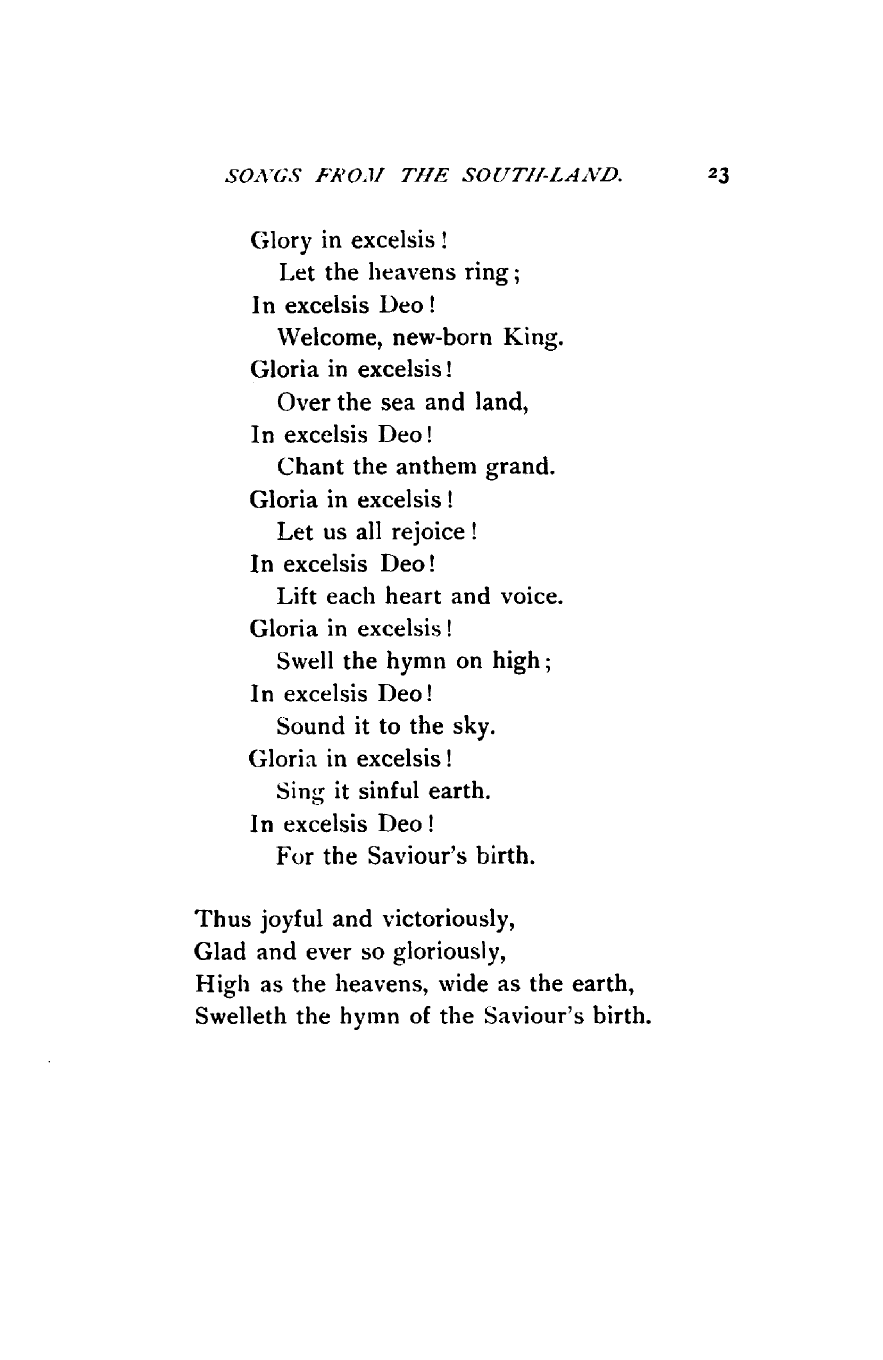 SONGS FROM THE SOUTH-LAND. 23
Glory in excelsis!
Let the heavens ring;
In excelsis Deo!
Welcome, new-born King.
Gloria in excelsis!
Over the sea and land,
In excelsis Deo!
Chant the anthem grand.
Gloria in excelsis!
Let us all rejoice!
In excelsis Deo!
Lift each heart and voice.
Gloria in excelsis!
Swell the hymn on high;
In excelsis Deo!
Sound it to the sky.
Gloria in excelsis!
Sing it sinful earth.
In excelsis Deo!
For the Saviour's birth.
Thus joyful and victoriously,
Glad and ever so gloriously,
High as the heavens, wide as the earth,
Swelleth the hymn of the Saviour's birth.